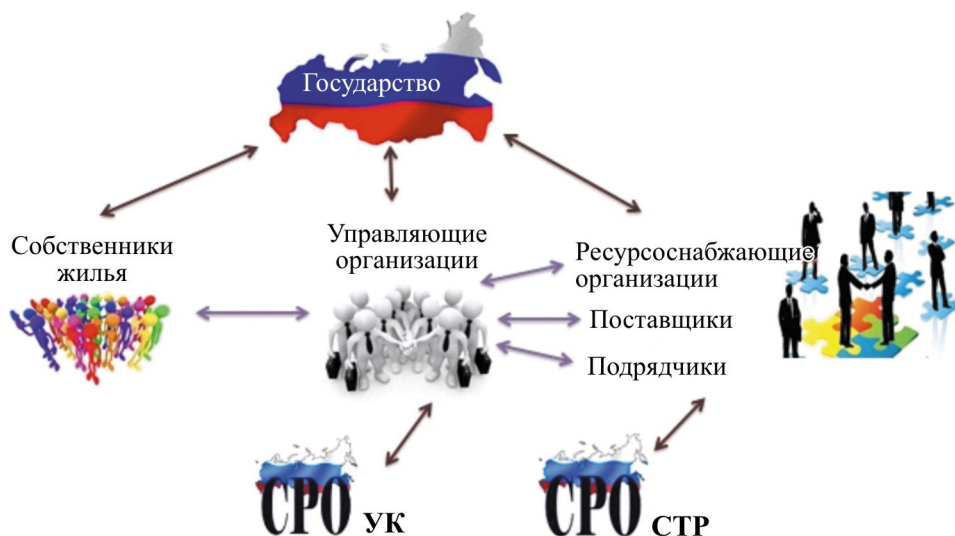 Государство
Собственники
жилья
Управляющие
организации
Ресурсоснабжающие
организации
Поставщики
Подрядчики
СРО УК
СРО СТР